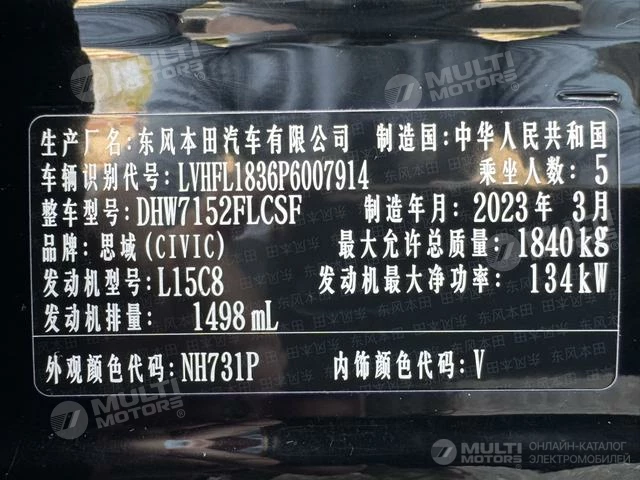 MULTI MOTORS
MULTI MOTORS
生产厂名：东风本田汽车有限公司 制造国：中华人民共和国
车辆识别代号：LVHFL1836P6007914 乘坐人数：5
整车型号：DHW7152FLCSF 制造年月：2023年 3月
品牌：思域(CIVIC) 最大允许总质量：1840kg
发动机型号：L15C8 发动机最大净功率：134kW
发动机排量：1498mL
外观颜色代码：NH731P 内饰颜色代码：V
MULTI MOTORS
MULTI MOTORS ОНЛАЙН-КАТАЛОГ ЭЛЕКТРОМОБИЛЕЙ